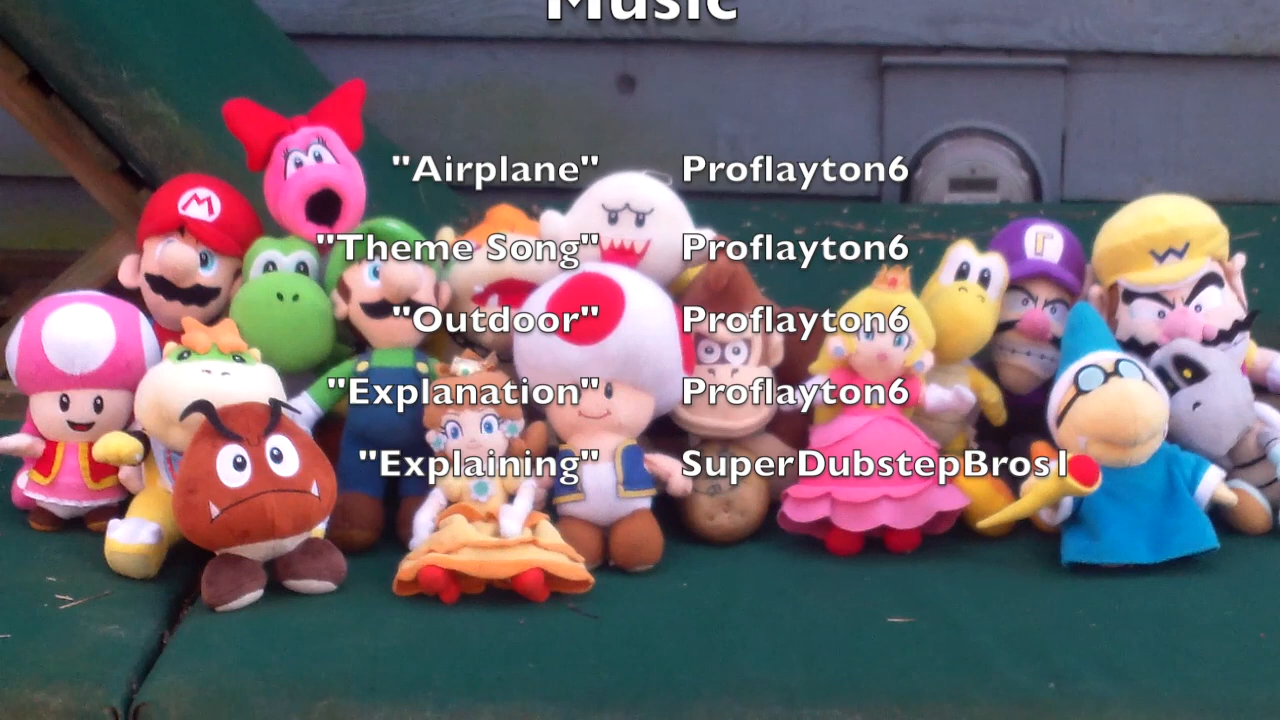 Music
"Airplane" Proflayton6
"Theme Song" Proflayton6
"Outdoor" Proflayton6
"Explanation" Proflayton6
"Explaining" SuperDubstepBros1
M
W